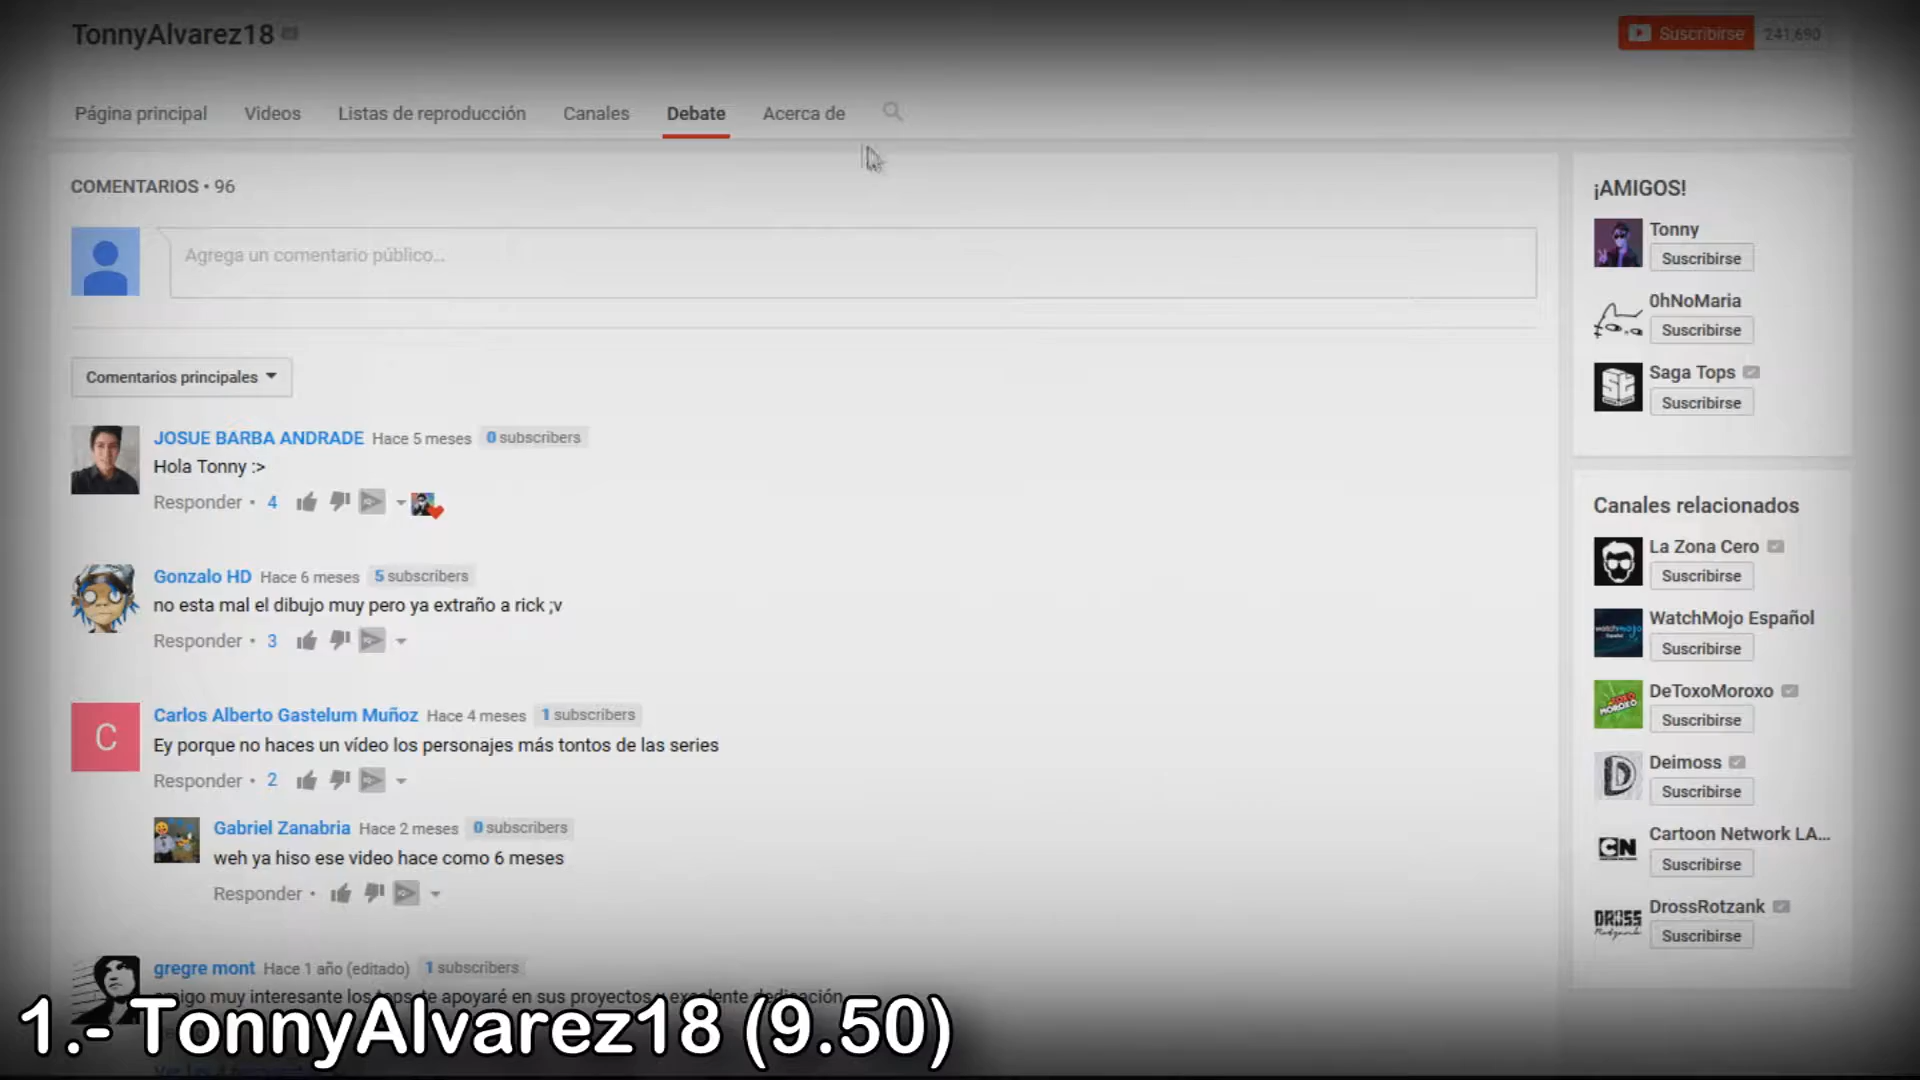 TonnyAlvarez18
Suscribirse 241,690
Página principal Videos Listas de reproducción Canales Debate Acerca de
COMENTARIOS • 96
Agrega un comentario público...
Comentarios principales
JOSUE BARBA ANDRADE Hace 5 meses 0 subscribers
Hola Tonny :>
Responder • 4
Gonzalo HD Hace 6 meses 5 subscribers
no esta mal el dibujo muy pero ya extraño a rick ;v
Responder • 3
C
Carlos Alberto Gastelum Muñoz Hace 4 meses 1 subscribers
Ey porque no haces un vídeo los personajes más tontos de las series
Responder • 2
Gabriel Zanabria Hace 2 meses 0 subscribers
weh ya hiso ese video hace como 6 meses
Responder •
gregre mont Hace 1 año (editado) 1 subscribers
amigo muy interesante los tops te apoyaré en sus proyectos y excelente dedicación
1.- TonnyAlvarez18 (9.50)
¡AMIGOS!
Tonny
Suscribirse
0hNoMaria
Suscribirse
Saga Tops
Suscribirse
Canales relacionados
La Zona Cero
Suscribirse
watchmojo
Español
WatchMojo Español
Suscribirse
MOROXO
DeToxoMoroxo
Suscribirse
D
Deimoss
Suscribirse
CN
Cartoon Network LA...
Suscribirse
DROSS
Rotzank
DrossRotzank
Suscribirse